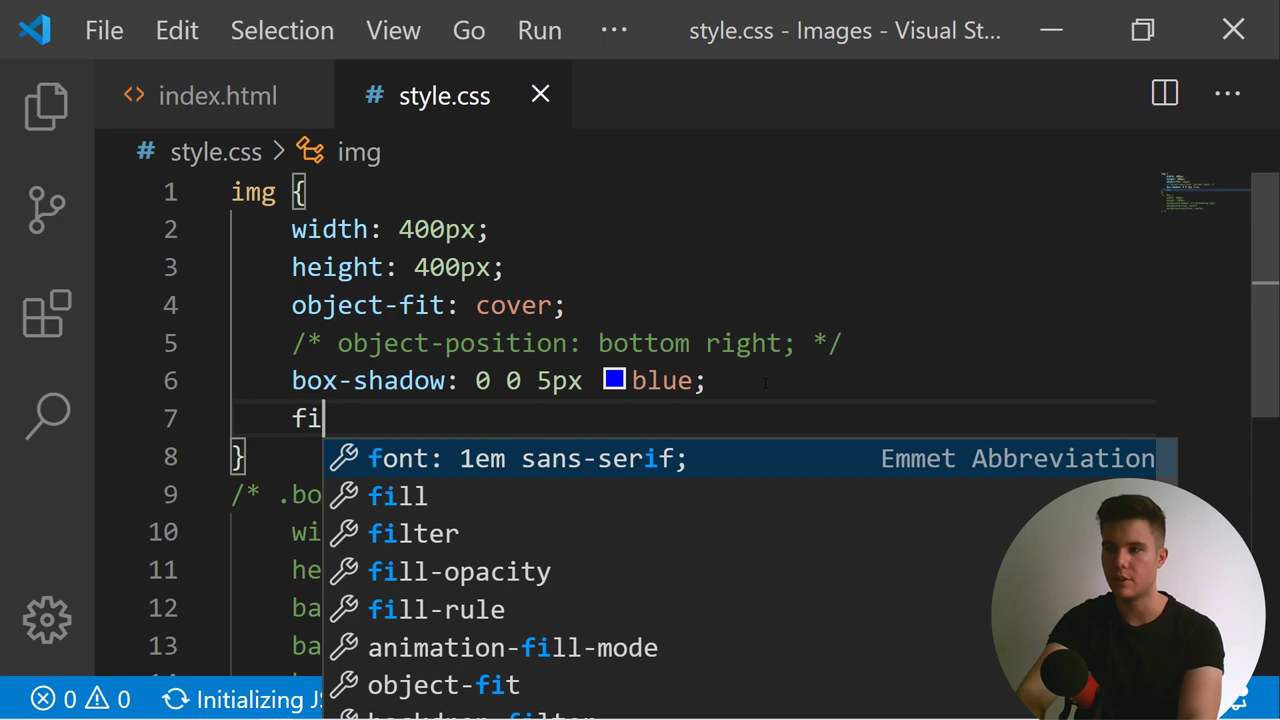 File Edit Selection View Go Run ··· style.css - Images - Visual St...
index.html # style.css
# style.css > img
1 img {
2 width: 400px;
3 height: 400px;
4 object-fit: cover;
5 /* object-position: bottom right; */
6 box-shadow: 0 0 5px blue;
7 fi
font: 1em sans-serif; Emmet Abbreviation
8 }
9 /* .bo
fill
10 wi
filter
11 he
fill-opacity
12 ba
fill-rule
13 ba
animation-fill-mode
object-fit
0 0 Initializing JS